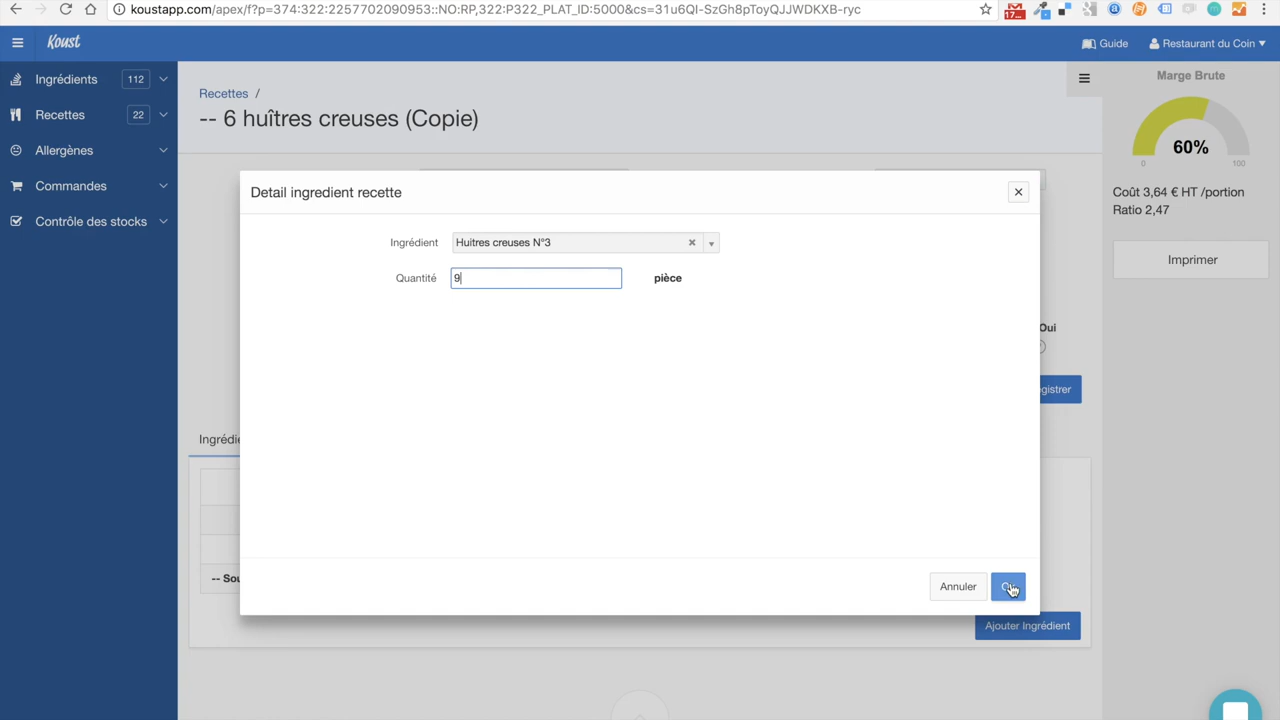 koustapp.com/apex/f?p=374:322:2257702090953::NO:RP,322:P322_PLAT_ID:5000&cs=31u6QI-SzGh8pToyQJJWDKXB-ryc
17...
Koust
Guide
Restaurant du Coin
Ingrédients 112
Recettes 22
Allergènes
Commandes
Contrôle des stocks
Recettes /
-- 6 huîtres creuses (Copie)
Marge Brute
60%
0 100
Coût 3,64 € HT /portion
Ratio 2,47
Imprimer
Detail ingredient recette
Ingrédient Huitres creuses N°3
Quantité 9 pièce
Oui
gistrer
Ingrédie
-- Sou
Annuler
Ajouter Ingrédient